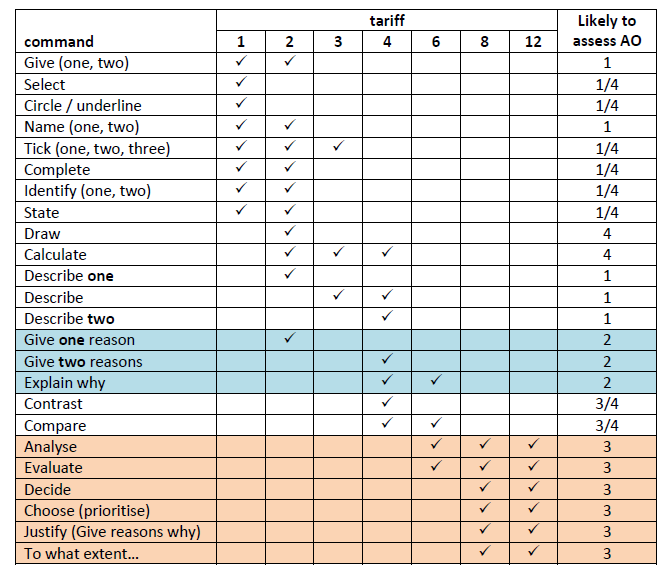 tariff Likely to
command 1 2 3 4 6 8 12 assess AO
Give (one, two) ✓ ✓ 1
Select ✓ 1/4
Circle / underline ✓ 1/4
Name (one, two) ✓ ✓ 1
Tick (one, two, three) ✓ ✓ ✓ 1/4
Complete ✓ ✓ 1/4
Identify (one, two) ✓ ✓ 1/4
State ✓ ✓ 1/4
Draw ✓ 4
Calculate ✓ ✓ ✓ 4
Describe one ✓ 1
Describe ✓ ✓ 1
Describe two ✓ 1
Give one reason ✓ 2
Give two reasons ✓ 2
Explain why ✓ ✓ 2
Contrast ✓ 3/4
Compare ✓ ✓ 3/4
Analyse ✓ ✓ ✓ 3
Evaluate ✓ ✓ ✓ 3
Decide ✓ ✓ 3
Choose (prioritise) ✓ ✓ 3
Justify (Give reasons why) ✓ ✓ 3
To what extent... ✓ ✓ 3